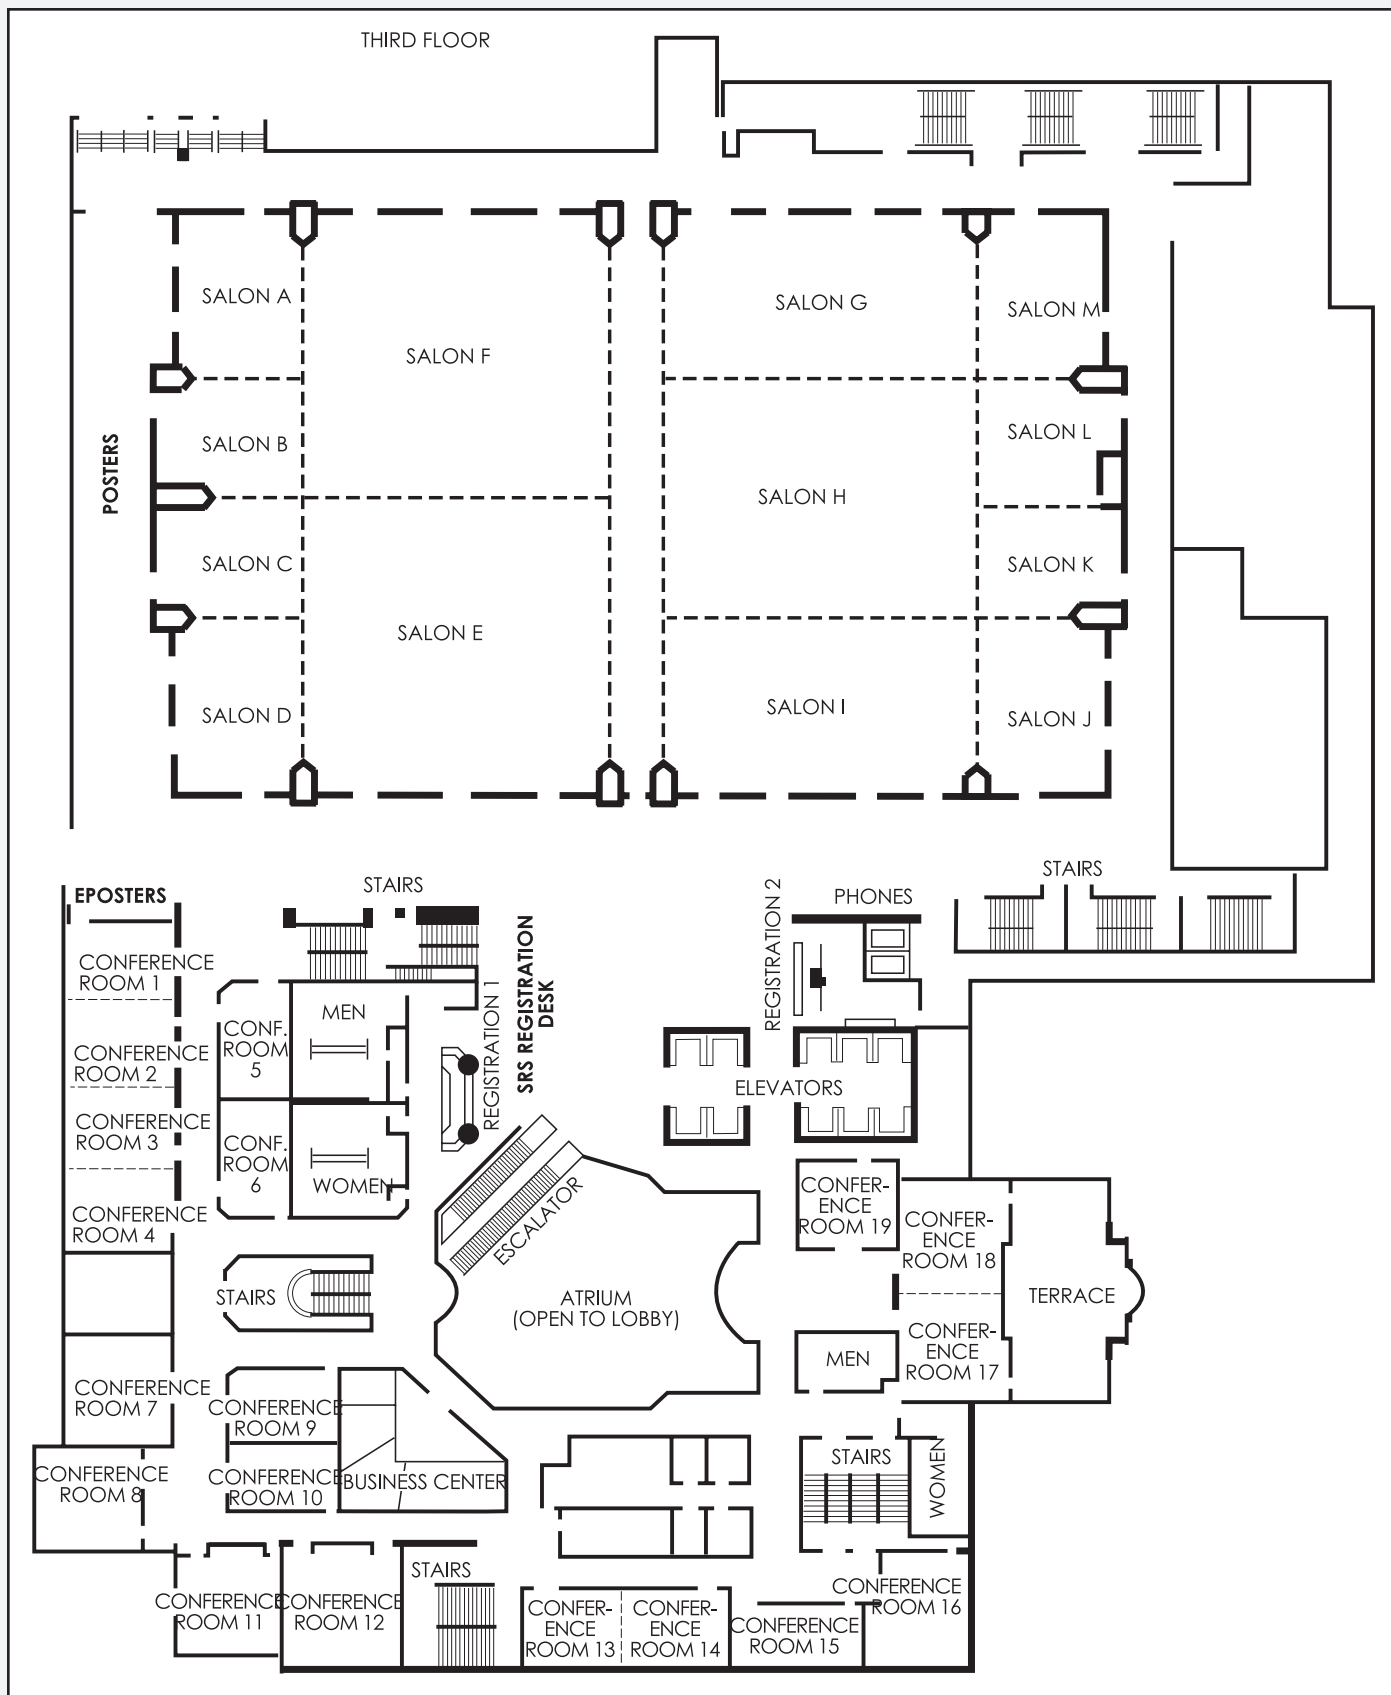 THIRD FLOOR
SALON A
SALON G
SALON M
SALON F
SALON B
SALON L
POSTERS
SALON H
SALON C
SALON K
SALON E
SALON D
SALON I
SALON J
STAIRS
STAIRS
EPOSTERS
PHONES
REGISTRATION 2
SRS REGISTRATION
DESK
REGISTRATION 1
CONFERENCE
ROOM 1
MEN
CONF.
ROOM
5
CONFERENCE
ROOM 2
ELEVATORS
CONFERENCE
ROOM 3
CONF.
ROOM
6
WOMEN
CONFERENCE
ROOM 4
ESCALATOR
CONFER-
ENCE
ROOM 19
CONFER-
ENCE
ROOM 18
STAIRS
ATRIUM
(OPEN TO LOBBY)
TERRACE
CONFER-
ENCE
ROOM 17
MEN
CONFERENCE
ROOM 7
CONFERENCE
ROOM 9
CONFERENCE
ROOM 8
CONFERENCE
ROOM 10
BUSINESS CENTER
STAIRS
WOMEN
STAIRS
CONFERENCE
ROOM 11
CONFERENCE
ROOM 12
CONFER-
ENCE
ROOM 13
CONFER-
ENCE
ROOM 14
CONFERENCE
ROOM 15
CONFERENCE
ROOM 16